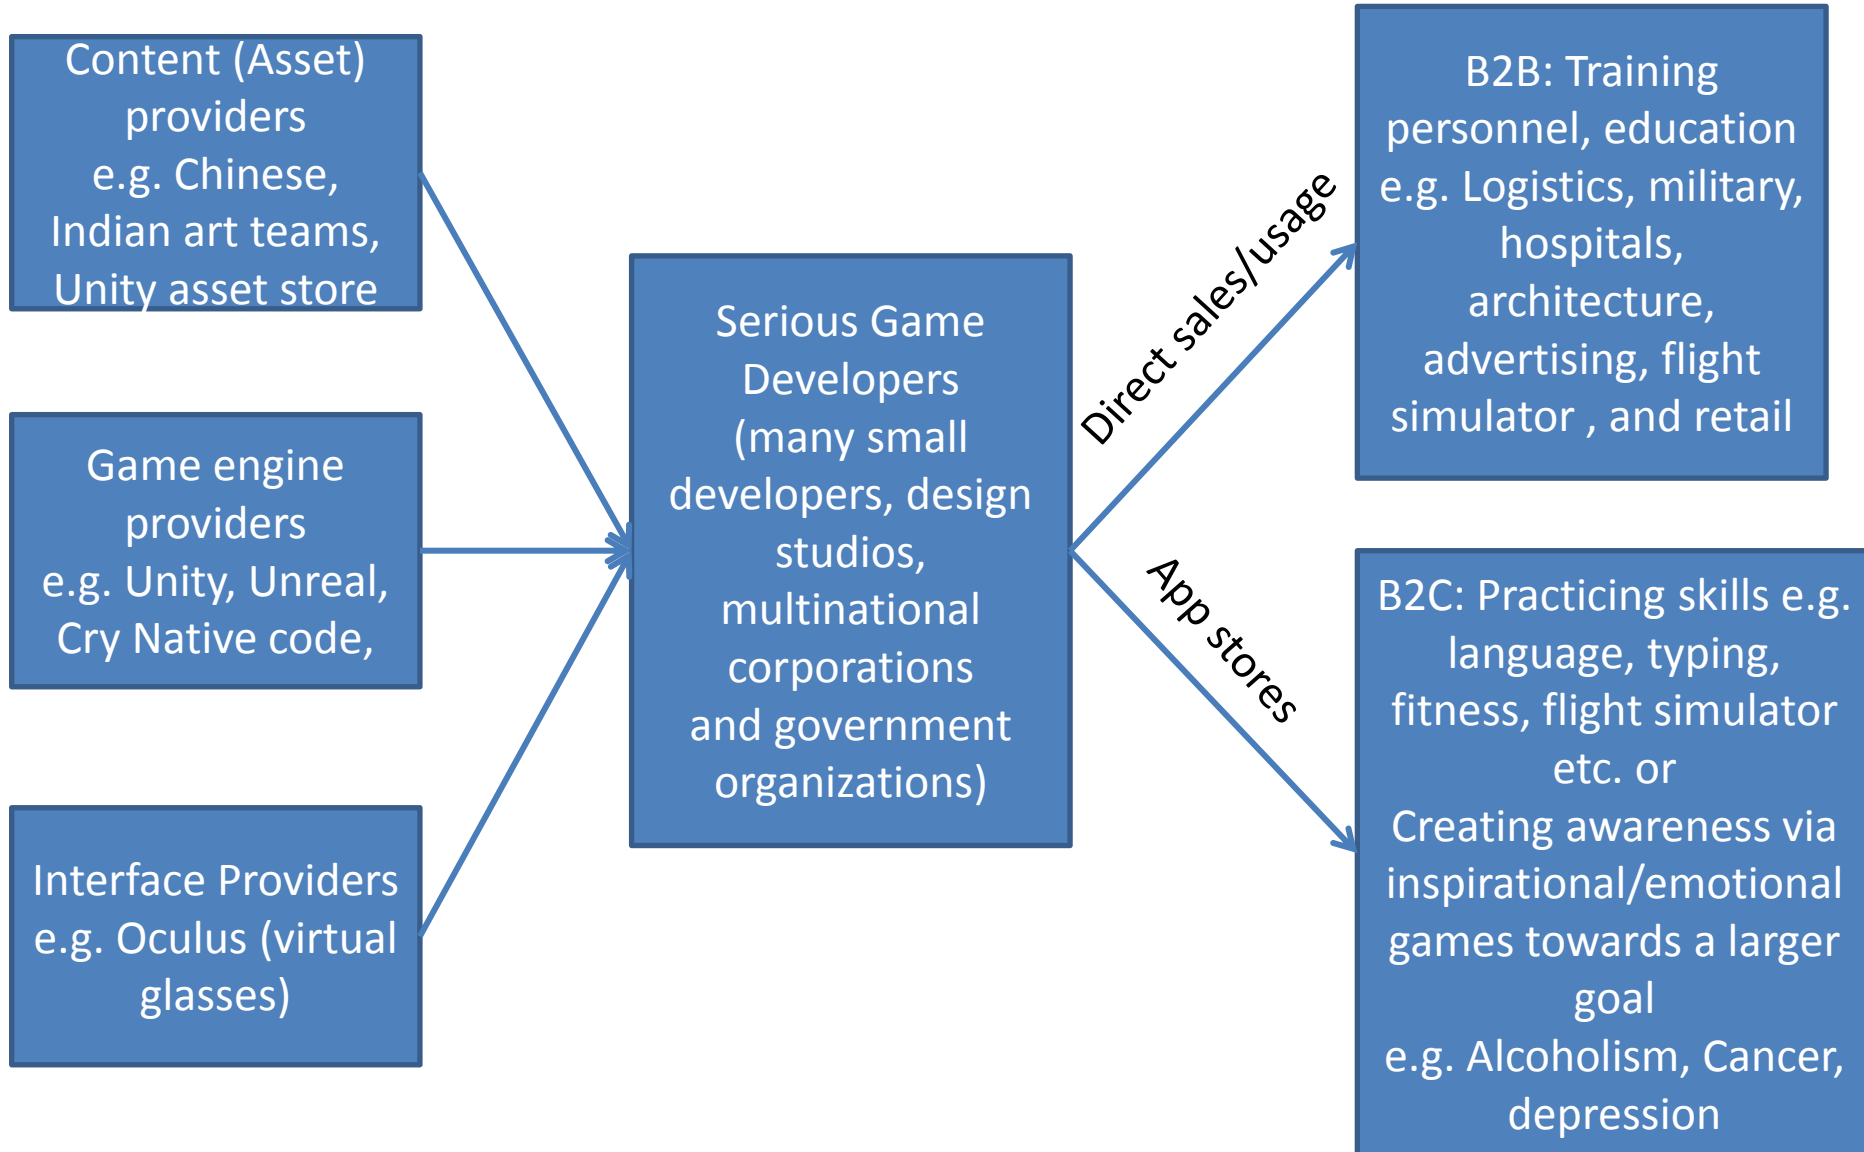 Content (Asset)
providers
e.g. Chinese,
Indian art teams,
Unity asset store
Game engine
providers
e.g. Unity, Unreal,
Cry Native code,
Interface Providers
e.g. Oculus (virtual
glasses)
Serious Game
Developers
(many small
developers, design
studios,
multinational
corporations
and government
organizations)
Direct sales/usage
App stores
B2B: Training
personnel, education
e.g. Logistics, military,
hospitals,
architecture,
advertising, flight
simulator , and retail
B2C: Practicing skills e.g.
language, typing,
fitness, flight simulator
etc. or
Creating awareness via
inspirational/emotional
games towards a larger
goal
e.g. Alcoholism, Cancer,
depression